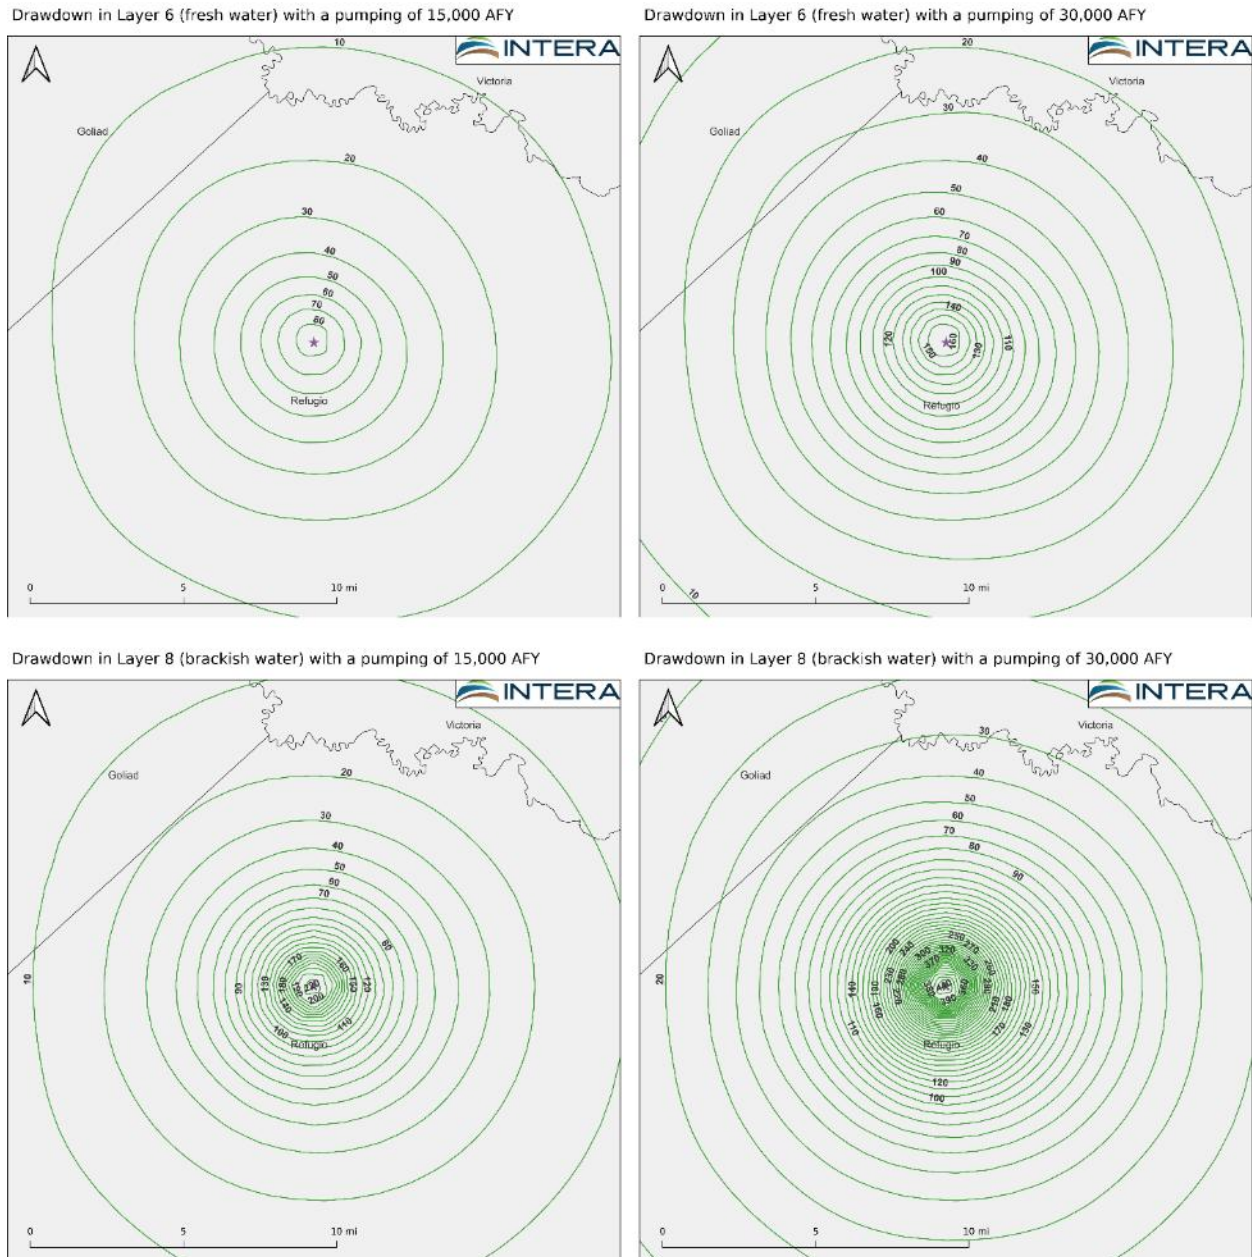 Drawdown in Layer 6 (fresh water) with a pumping of 15,000 AFY
INTERA
10
Victoria
Goliad
20
30
40
50
60
70
80
Refugio
0 5 10 mi
Drawdown in Layer 6 (fresh water) with a pumping of 30,000 AFY
INTERA
20
Victoria
30
Goliad
40
50
60
70
80
90
100
140
120 150 160 130 110
Refugio
10
0 5 10 mi
Drawdown in Layer 8 (brackish water) with a pumping of 15,000 AFY
INTERA
Victoria
Goliad
20
30
40
50
60
70
80
170 160
10 90 130 180 190 150 120
200
140
100 110
Refugio
0 5 10 mi
Drawdown in Layer 8 (brackish water) with a pumping of 30,000 AFY
INTERA
Victoria
30
Goliad
40
50
60
70
80
90
250
200 240 300 320 270
370
20 140 190 230 150
160 390 210 180
110 170 130
Refugio
120
100
0 5 10 mi